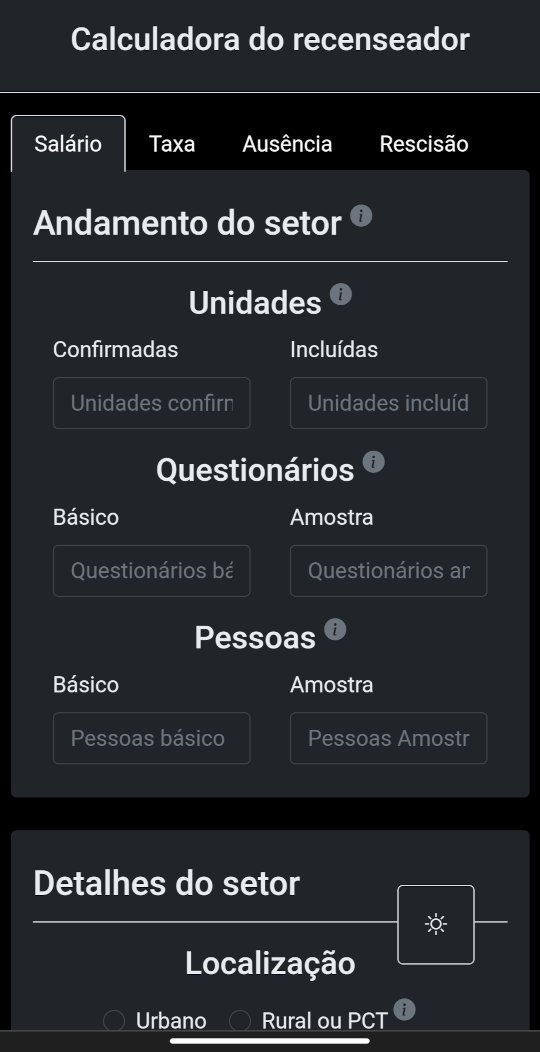 Calculadora do recenseador
Salário Taxa Ausência Rescisão
Andamento do setor i
Unidades i
Confirmadas Incluídas
Unidades confirn Unidades incluíd
Questionários i
Básico Amostra
Questionários bá Questionários an
Pessoas i
Básico Amostra
Pessoas básico Pessoas Amostr
Detalhes do setor
Localização
Urbano Rural ou PCT i